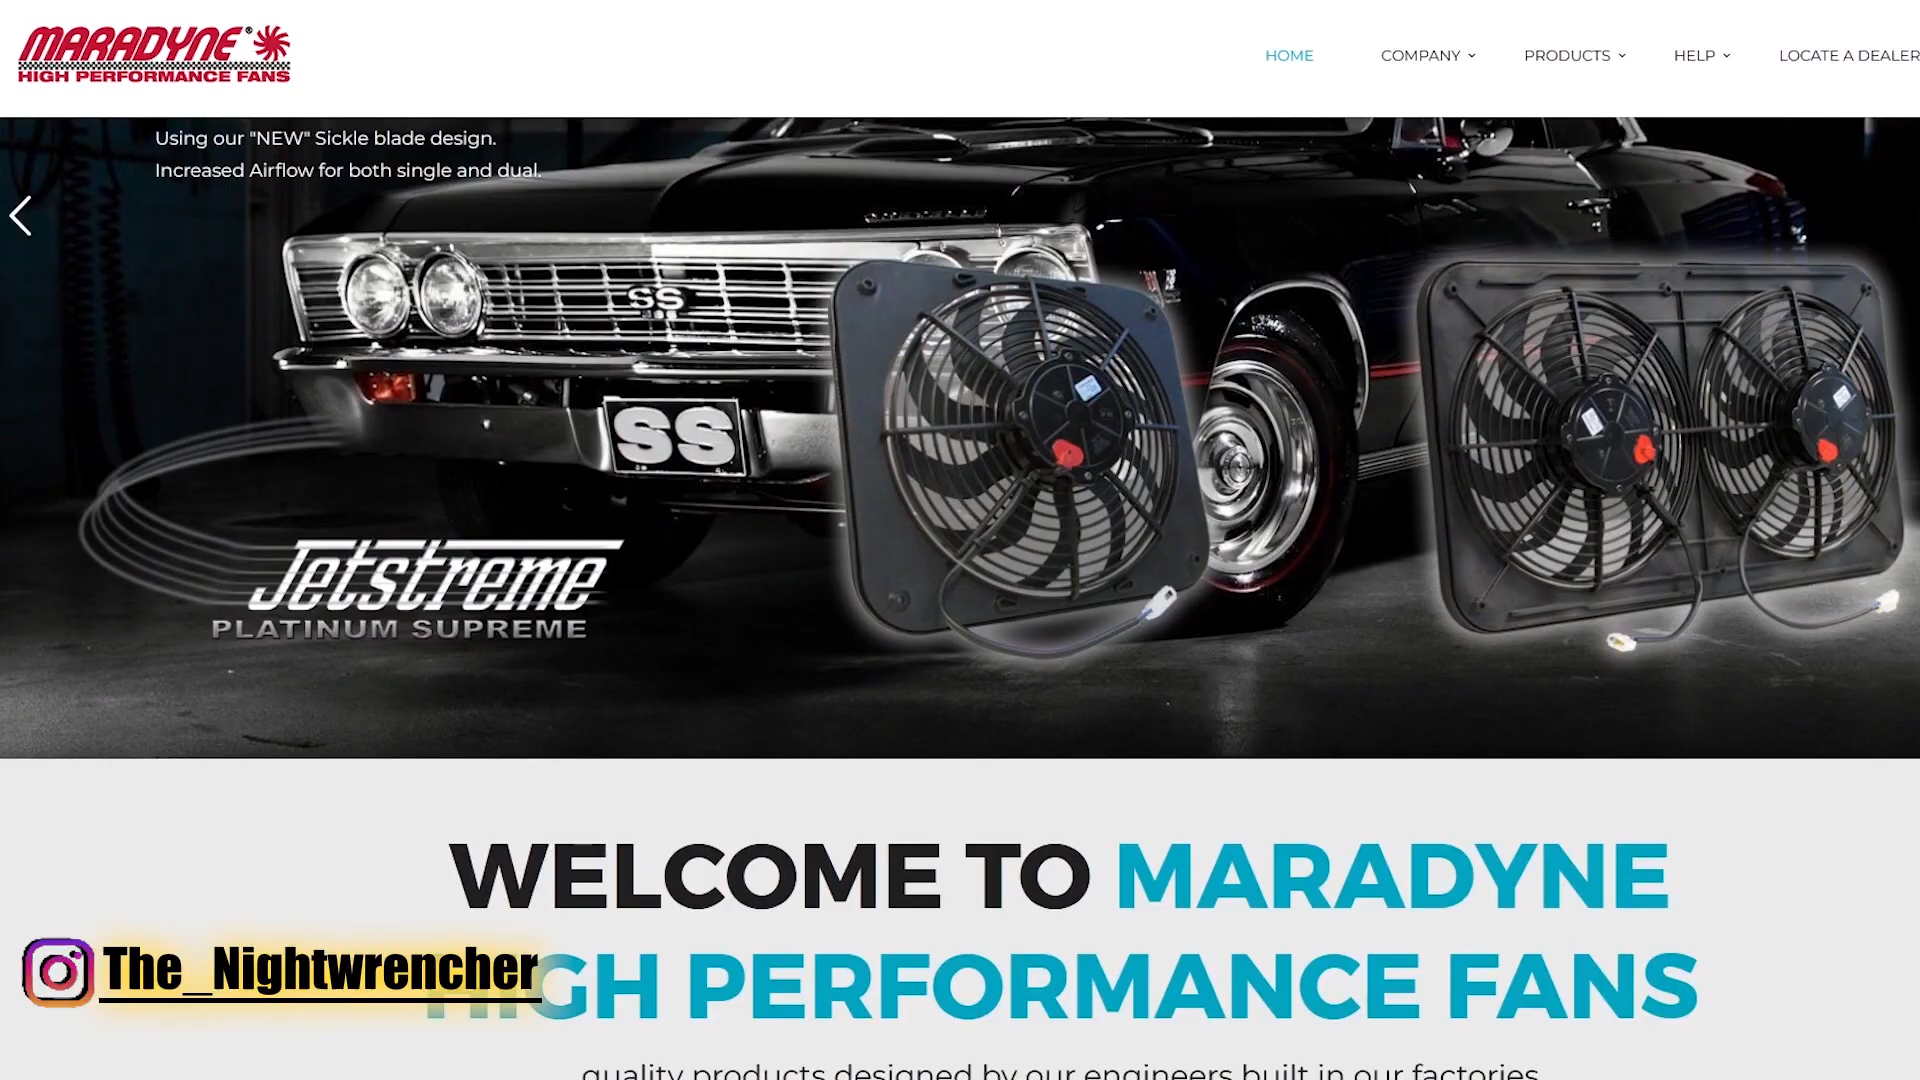 MARADYNE®
HIGH PERFORMANCE FANS
HOME COMPANY PRODUCTS HELP LOCATE A DEALER
Using our "NEW" Sickle blade design.
Increased Airflow for both single and dual.
CHEVELLE
SS
SS
Jetstreme
PLATINUM SUPREME
WELCOME TO MARADYNE
HIGH PERFORMANCE FANS
The_Nightwrencher
quality products designed by our engineers built in our factories